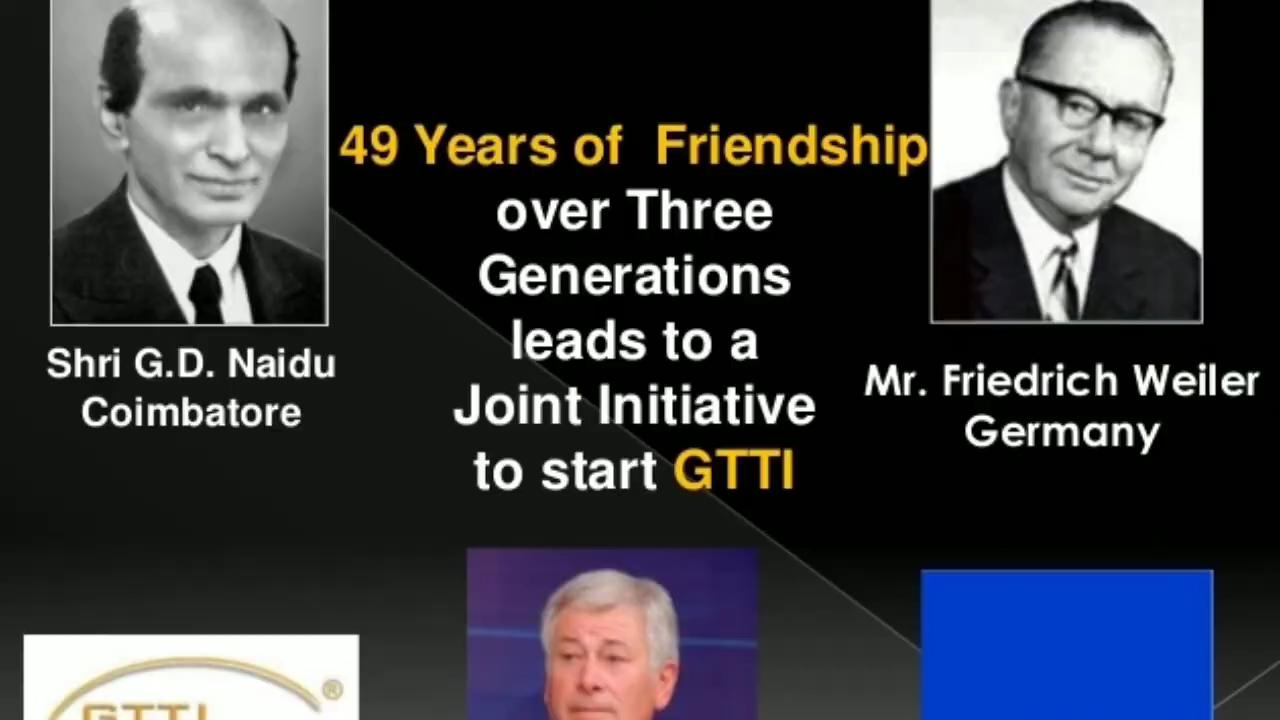 49 Years of Friendship
over Three
Generations
leads to a
Joint Initiative
to start GTTI
Shri G.D. Naidu
Coimbatore
Mr. Friedrich Weiler
Germany
GTTI
®